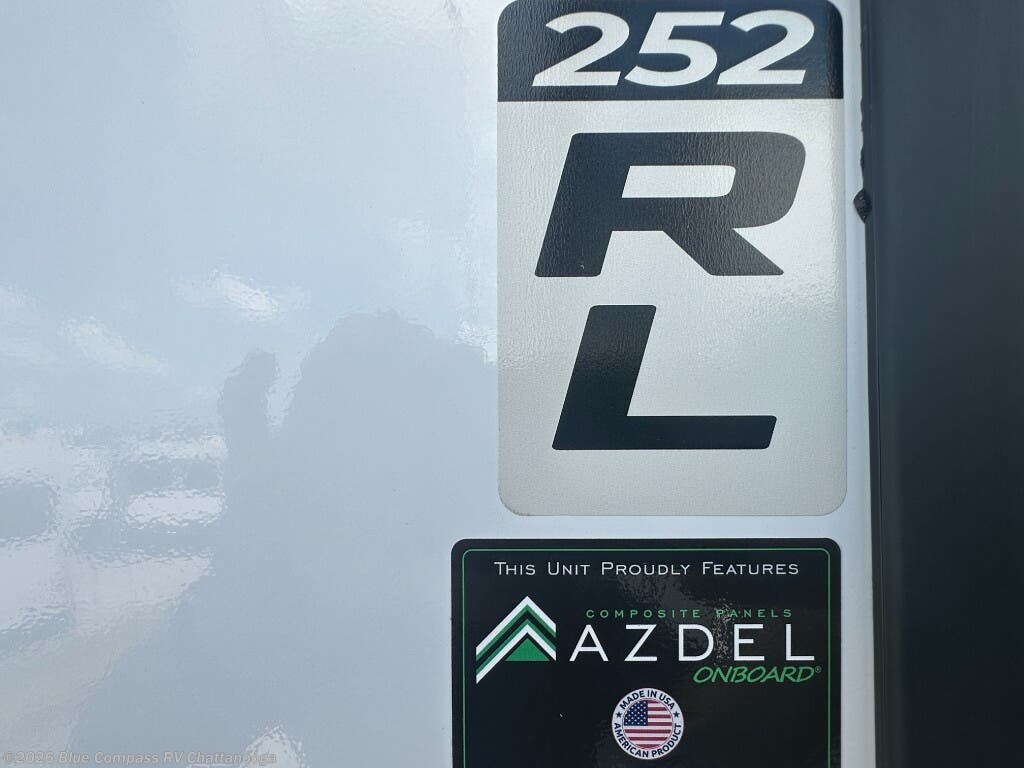 252
R
L
THIS UNIT PROUDLY FEATURES
COMPOSITE PANELS
AZDEL
ONBOARD®
MADE IN USA
AMERICAN PRODUCT
©2026 Blue Compass RV Chattanooga